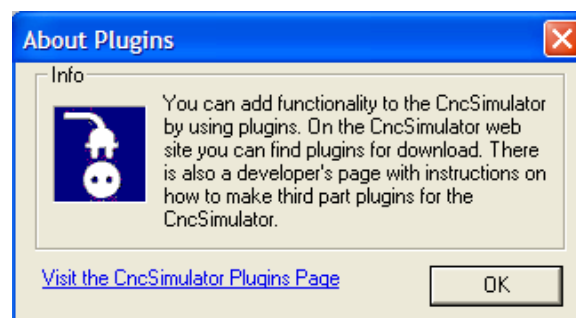 About Plugins
Info
You can add functionality to the CncSimulator
by using plugins. On the CncSimulator web
site you can find plugins for download. There
is also a developer's page with instructions on
how to make third part plugins for the
CncSimulator.
Visit the CncSimulator Plugins Page
OK